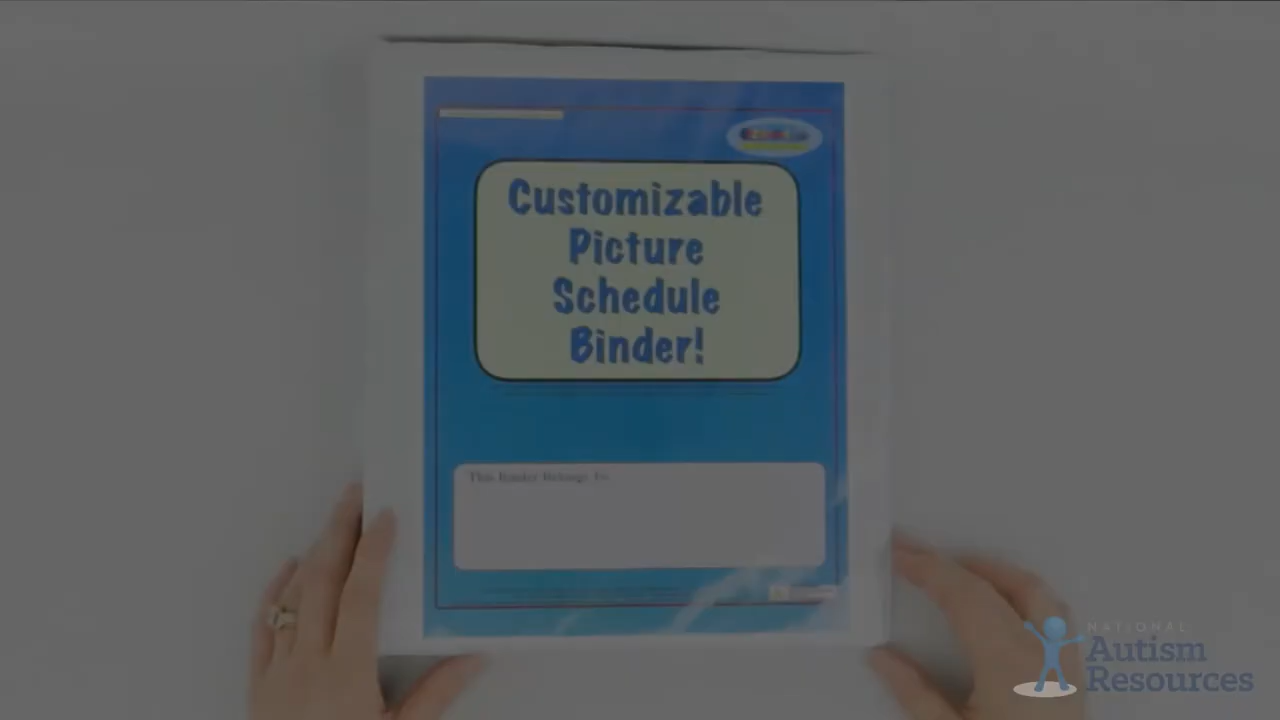 Customizable
Picture
Schedule
Binder!
This Binder Belongs To:
NATIONAL
Autism
Resources